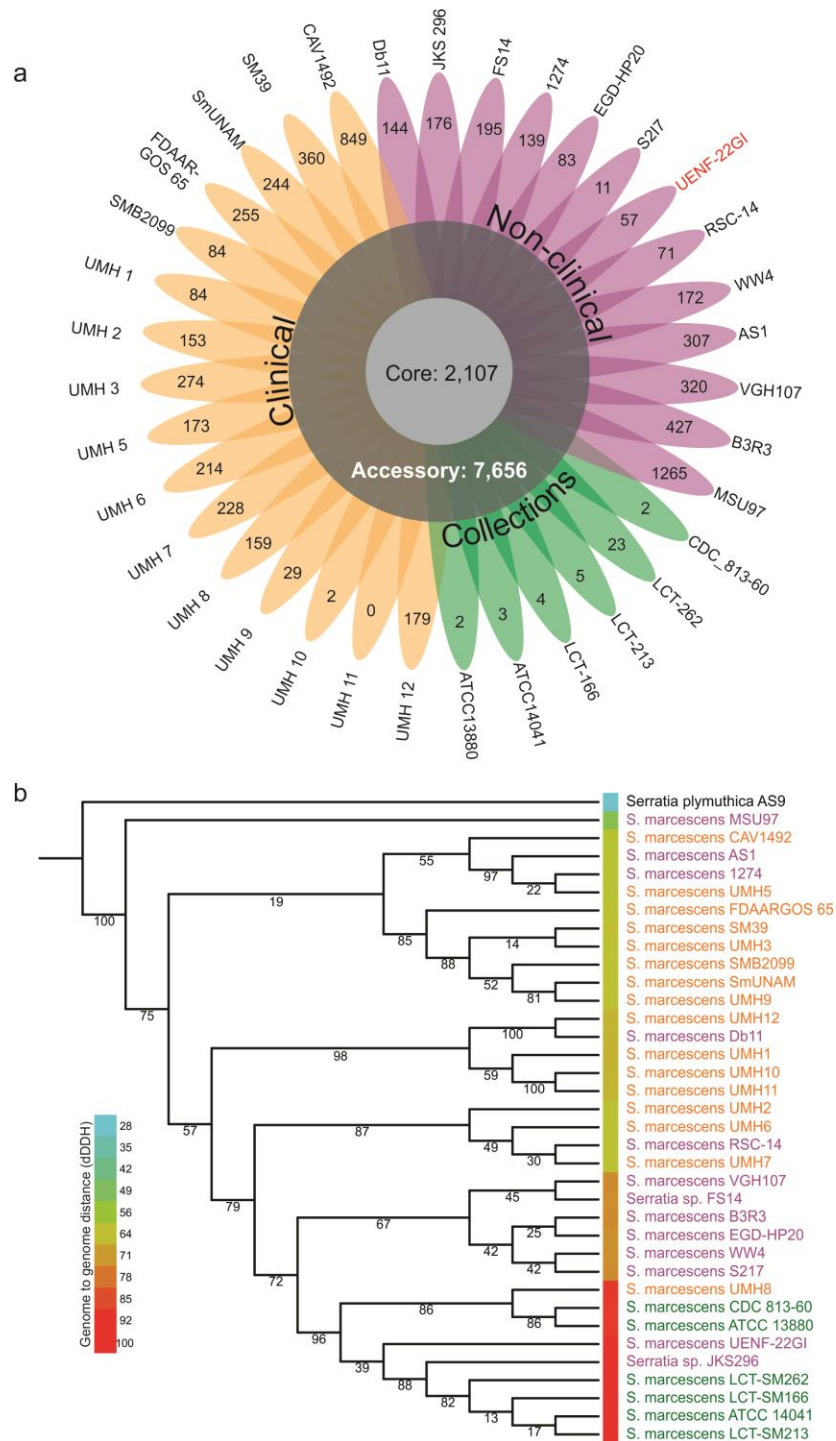 a
CAV1492
Db11
JKS 296
FS14
1274
EGD-HP20
S2I7
UENF-22GI
RSC-14
WW4
AS1
VGH107
B3R3
MSU97
CDC_813-60
LCT-262
LCT-213
LCT-166
ATCC14041
ATCC13880
UMH 12
UMH 11
UMH 10
UMH 9
UMH 8
UMH 7
UMH 6
UMH 5
UMH 3
UMH 2
UMH 1
SMB2099
FDAAR-
GOS 65
SmUNAM
SM39
849
144
176
195
139
83
11
57
71
172
307
320
427
1265
2
23
5
4
3
2
179
0
2
29
159
228
214
173
274
153
84
84
255
244
360
Clinical
Non-clinical
Collections
Core: 2,107
Accessory: 7,656
b
Serratia plymuthica AS9
S. marcescens MSU97
S. marcescens CAV1492
S. marcescens AS1
S. marcescens 1274
S. marcescens UMH5
S. marcescens FDAARGOS 65
S. marcescens SM39
S. marcescens UMH3
S. marcescens SMB2099
S. marcescens SmUNAM
S. marcescens UMH9
S. marcescens UMH12
S. marcescens Db11
S. marcescens UMH1
S. marcescens UMH10
S. marcescens UMH11
S. marcescens UMH2
S. marcescens UMH6
S. marcescens RSC-14
S. marcescens UMH7
S. marcescens VGH107
Serratia sp. FS14
S. marcescens B3R3
S. marcescens EGD-HP20
S. marcescens WW4
S. marcescens S217
S. marcescens UMH8
S. marcescens CDC 813-60
S. marcescens ATCC 13880
S. marcescens UENF-22GI
Serratia sp. JKS296
S. marcescens LCT-SM262
S. marcescens LCT-SM166
S. marcescens ATCC 14041
S. marcescens LCT-SM213
100
75
19
55
97
22
85
88
14
52
81
57
98
100
59
100
79
87
49
30
72
67
45
42
25
42
96
86
86
39
88
82
13
17
Genome to genome distance (dDDH)
28
35
42
49
56
64
71
78
85
92
100